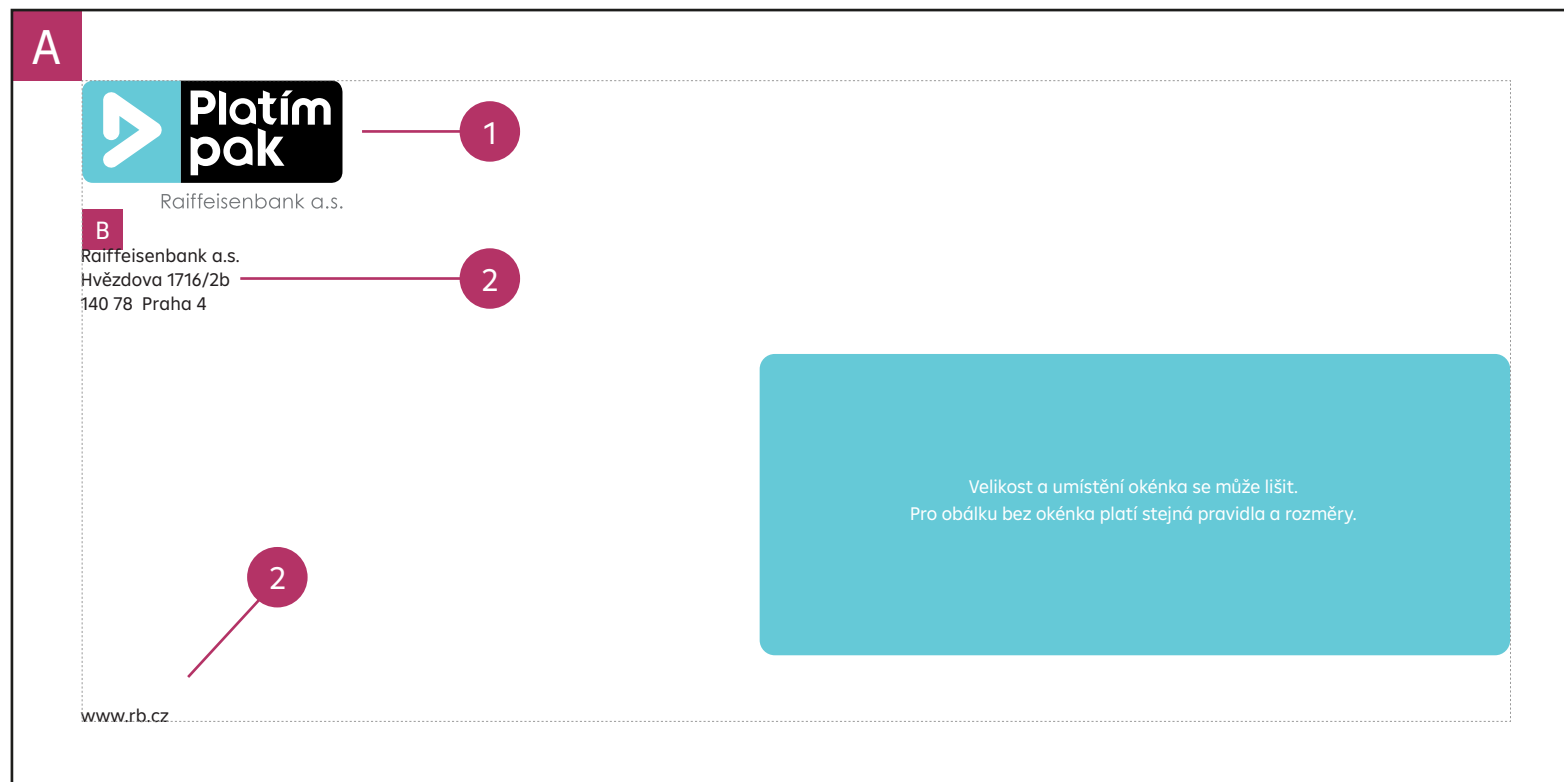 A
Platím
pak
1
Raiffeisenbank a.s.
B
Raiffeisenbank a.s.
Hvězdova 1716/2b
2
140 78  Praha 4
Velikost a umístění okénka se může lišit.
Pro obálku bez okénka platí stejná pravidla a rozměry.
2
www.rb.cz